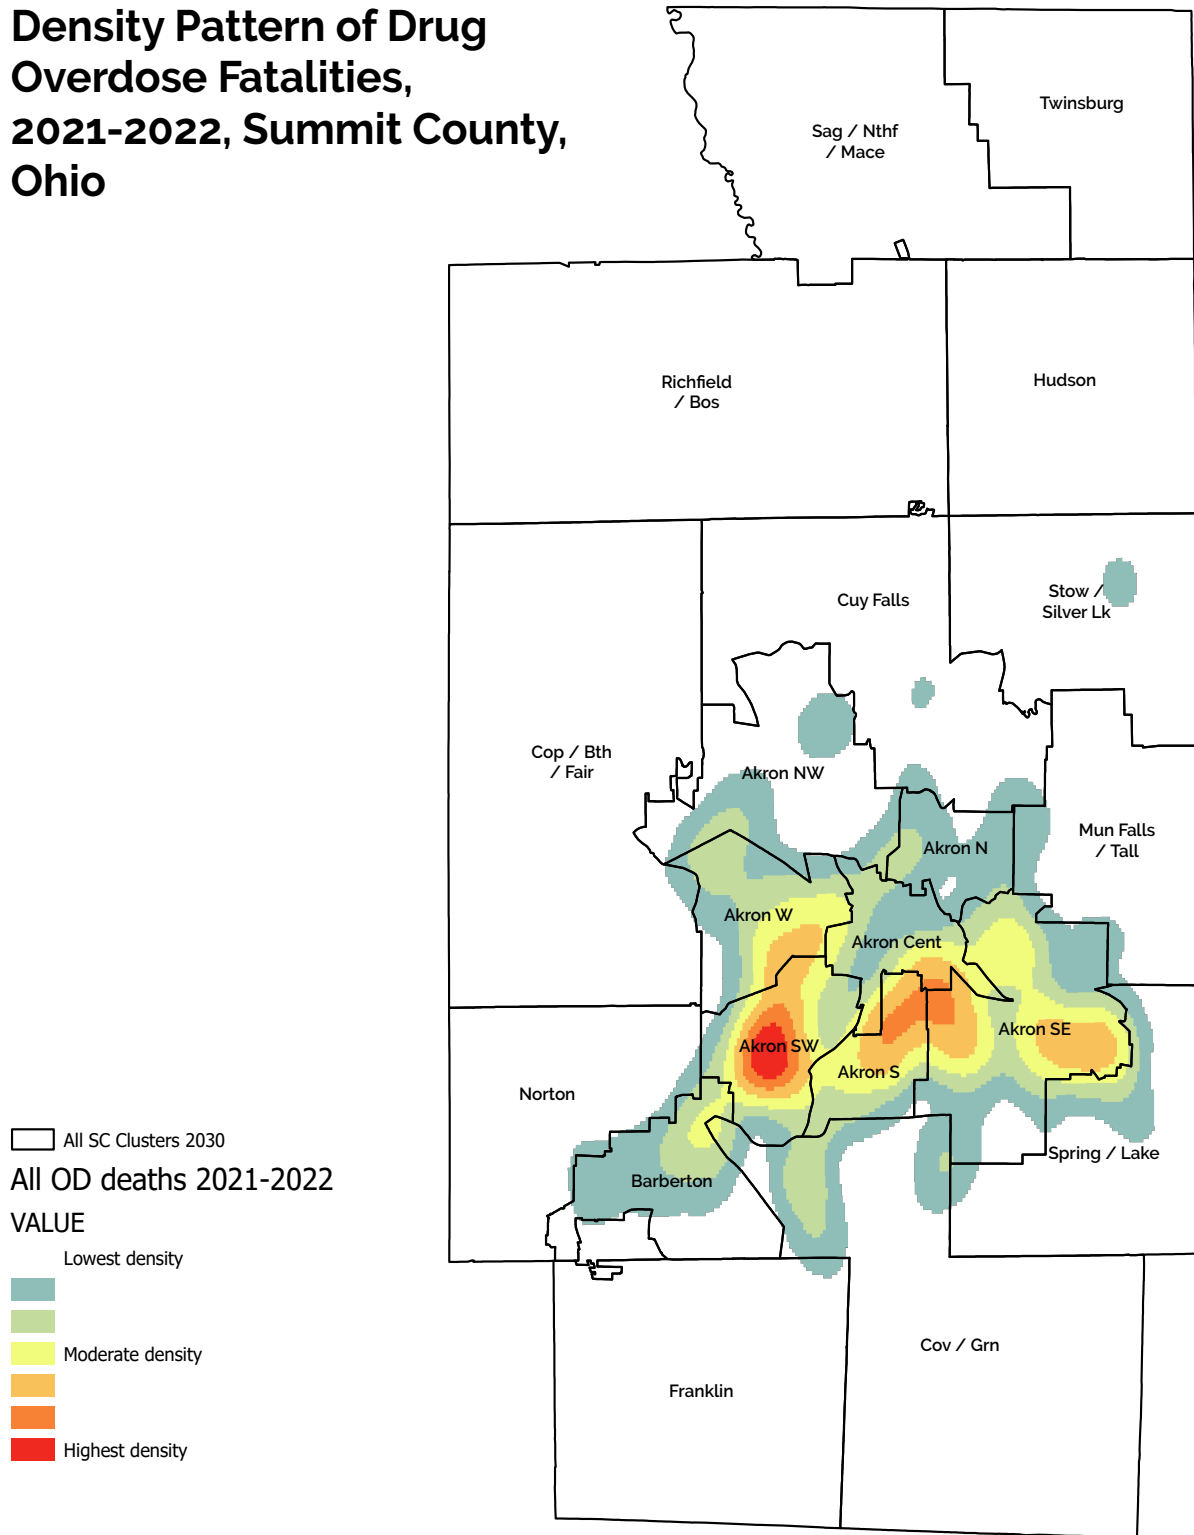 Density Pattern of Drug
Overdose Fatalities,
2021-2022, Summit County,
Ohio
Twinsburg
Sag / Nthf
/ Mace
Richfield
/ Bos
Hudson
Cuy Falls
Stow /
Silver Lk
Cop / Bth
/ Fair
Akron NW
Mun Falls
/ Tall
Akron N
Akron W
Akron Cent
Akron SE
Akron SW
Akron S
Norton
Spring / Lake
Barberton
Cov / Grn
Franklin
All SC Clusters 2030
All OD deaths 2021-2022
VALUE
Lowest density
Moderate density
Highest density